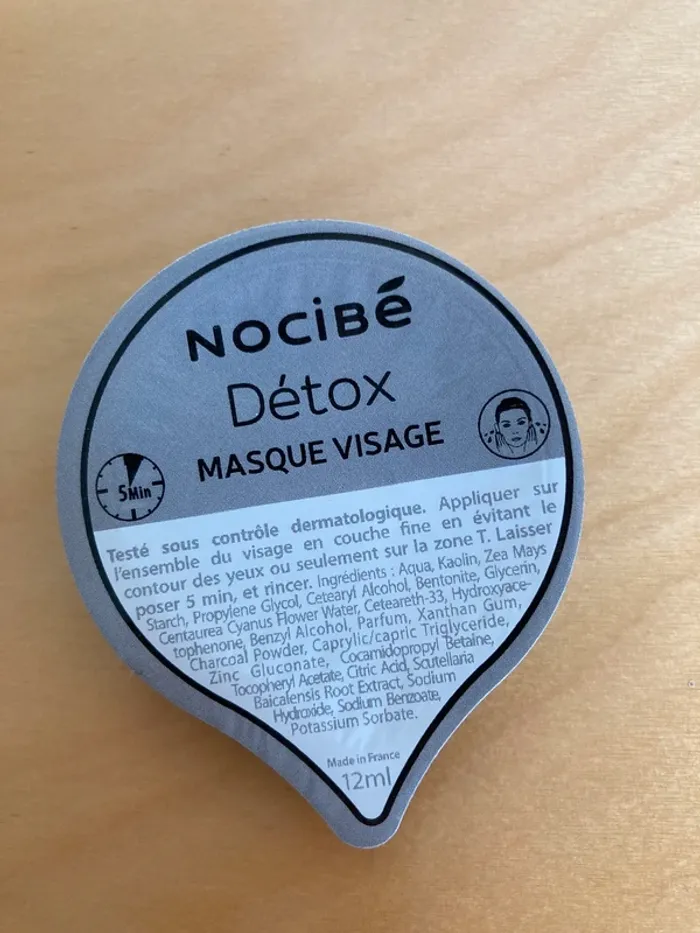 NOCiBé
Détox
MASQUE VISAGE
5Min
Testé sous contrôle dermatologique. Appliquer sur
l'ensemble du visage en couche fine en évitant le
contour des yeux ou seulement sur la zone T. Laisser
poser 5 min, et rincer. Ingrédients : Aqua, Kaolin, Zea Mays
Starch, Propylene Glycol, Cetearyl Alcohol, Bentonite, Glycerin,
Centaurea Cyanus Flower Water, Ceteareth-33, Hydroxyace-
tophenone, Benzyl Alcohol, Parfum, Xanthan Gum,
Charcoal Powder, Caprylic/capric Triglyceride,
Zinc Gluconate, Cocamidopropyl Betaine,
Tocopheryl Acetate, Citric Acid, Scutellaria
Baicalensis Root Extract, Sodium
Hydroxide, Sodium Benzoate,
Potassium Sorbate.
Made in France
12ml